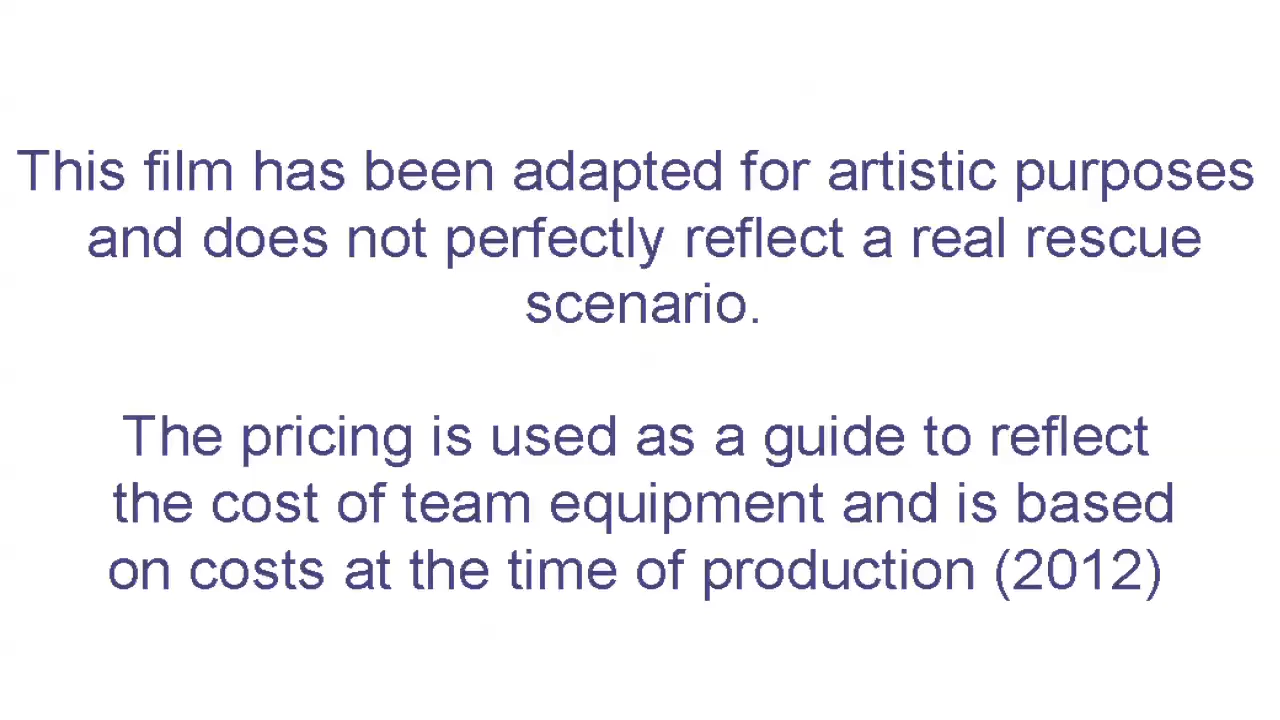 This film has been adapted for artistic purposes
and does not perfectly reflect a real rescue
scenario.
The pricing is used as a guide to reflect
the cost of team equipment and is based
on costs at the time of production (2012)